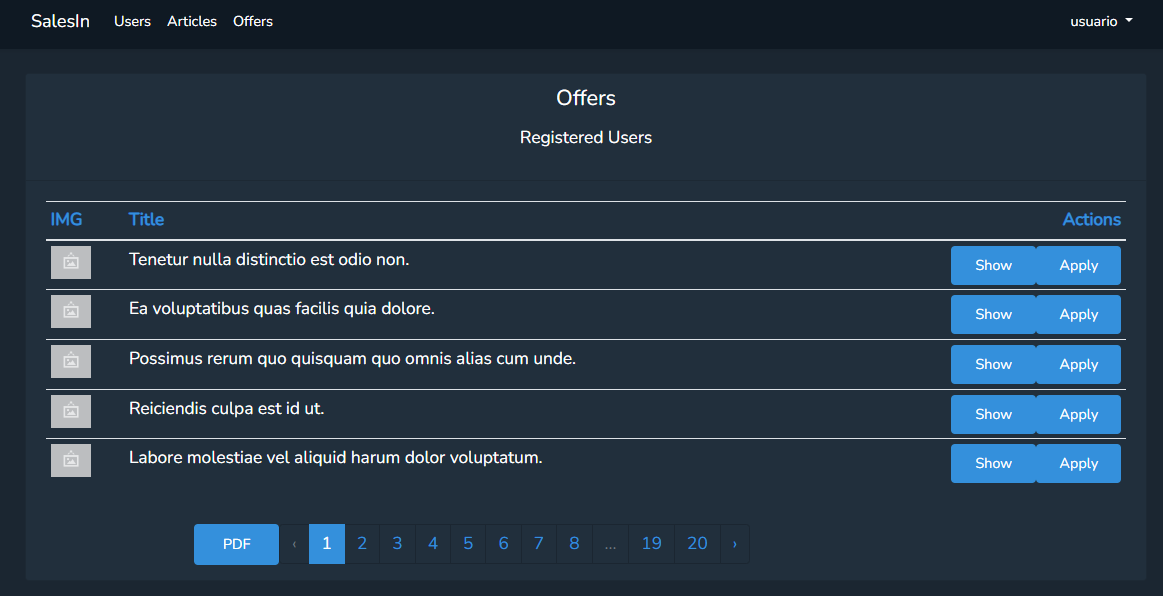 SalesIn Users Articles Offers usuario
Offers
Registered Users
IMG Title Actions
Tenetur nulla distinctio est odio non. Show Apply
Ea voluptatibus quas facilis quia dolore. Show Apply
Possimus rerum quo quisquam quo omnis alias cum unde. Show Apply
Reiciendis culpa est id ut. Show Apply
Labore molestiae vel aliquid harum dolor voluptatum. Show Apply
PDF ‹ 1 2 3 4 5 6 7 8 ... 19 20 ›